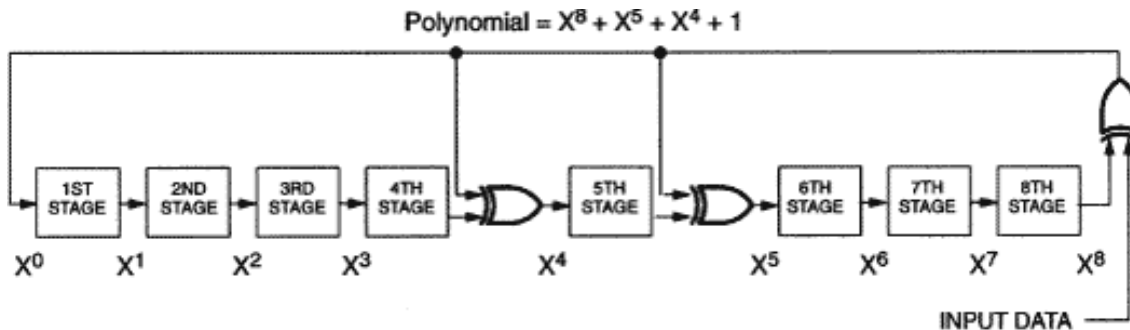 Polynomial = X⁸ + X⁵ + X⁴ + 1
1ST STAGE
2ND STAGE
3RD STAGE
4TH STAGE
5TH STAGE
6TH STAGE
7TH STAGE
8TH STAGE
X⁰ X¹ X² X³ X⁴ X⁵ X⁶ X⁷ X⁸
INPUT DATA